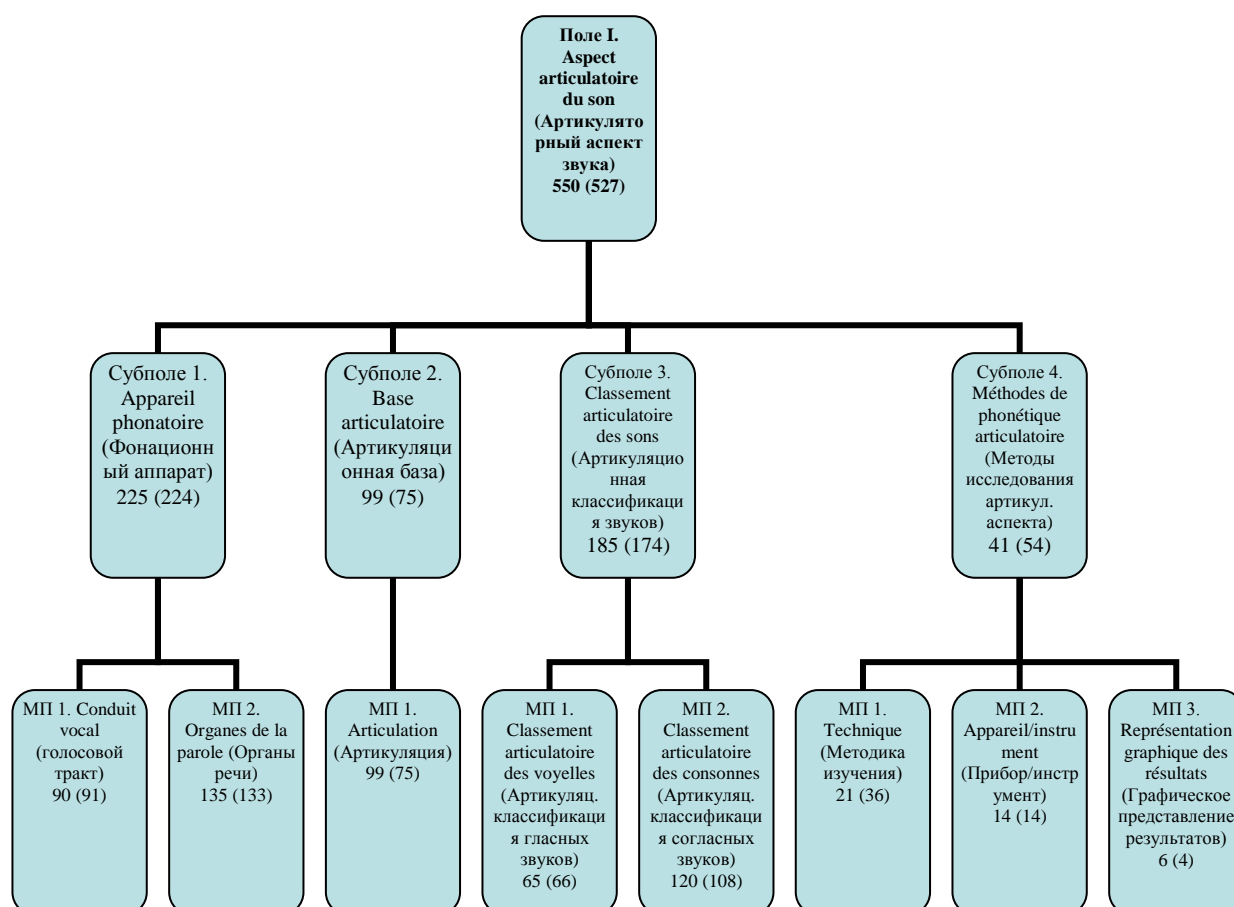 Поле I.
Aspect
articulatoire
du son
(Артикулято
рный аспект
звука)
550 (527)
Субполе 1.
Appareil
phonatoire
(Фонационн
ый аппарат)
225 (224)
Субполе 2.
Base
articulatoire
(Артикуляци
онная база)
99 (75)
Субполе 3.
Classement
articulatoire
des sons
(Артикуляцио
нная
классификаци
я звуков)
185 (174)
Субполе 4.
Méthodes de
phonétique
articulatoire
(Методы
исследования
артикул.
аспекта)
41 (54)
МП 1. Conduit
vocal
(голосовой
тракт)
90 (91)
МП 2.
Organes de la
parole (Органы
речи)
135 (133)
МП 1.
Articulation
(Артикуляция)
99 (75)
МП 1.
Classement
articulatoire
des voyelles
(Артикуляц.
классификаци
я гласных
звуков)
65 (66)
МП 2.
Classement
articulatoire
des consonnes
(Артикуляц.
классификаци
я согласных
звуков)
120 (108)
МП 1.
Technique
(Методика
изучения)
21 (36)
МП 2.
Appareil/instru
ment
(Прибор/инстр
умент)
14 (14)
МП 3.
Représentation
graphique des
résultats
(Графическое
представление
результатов)
6 (4)